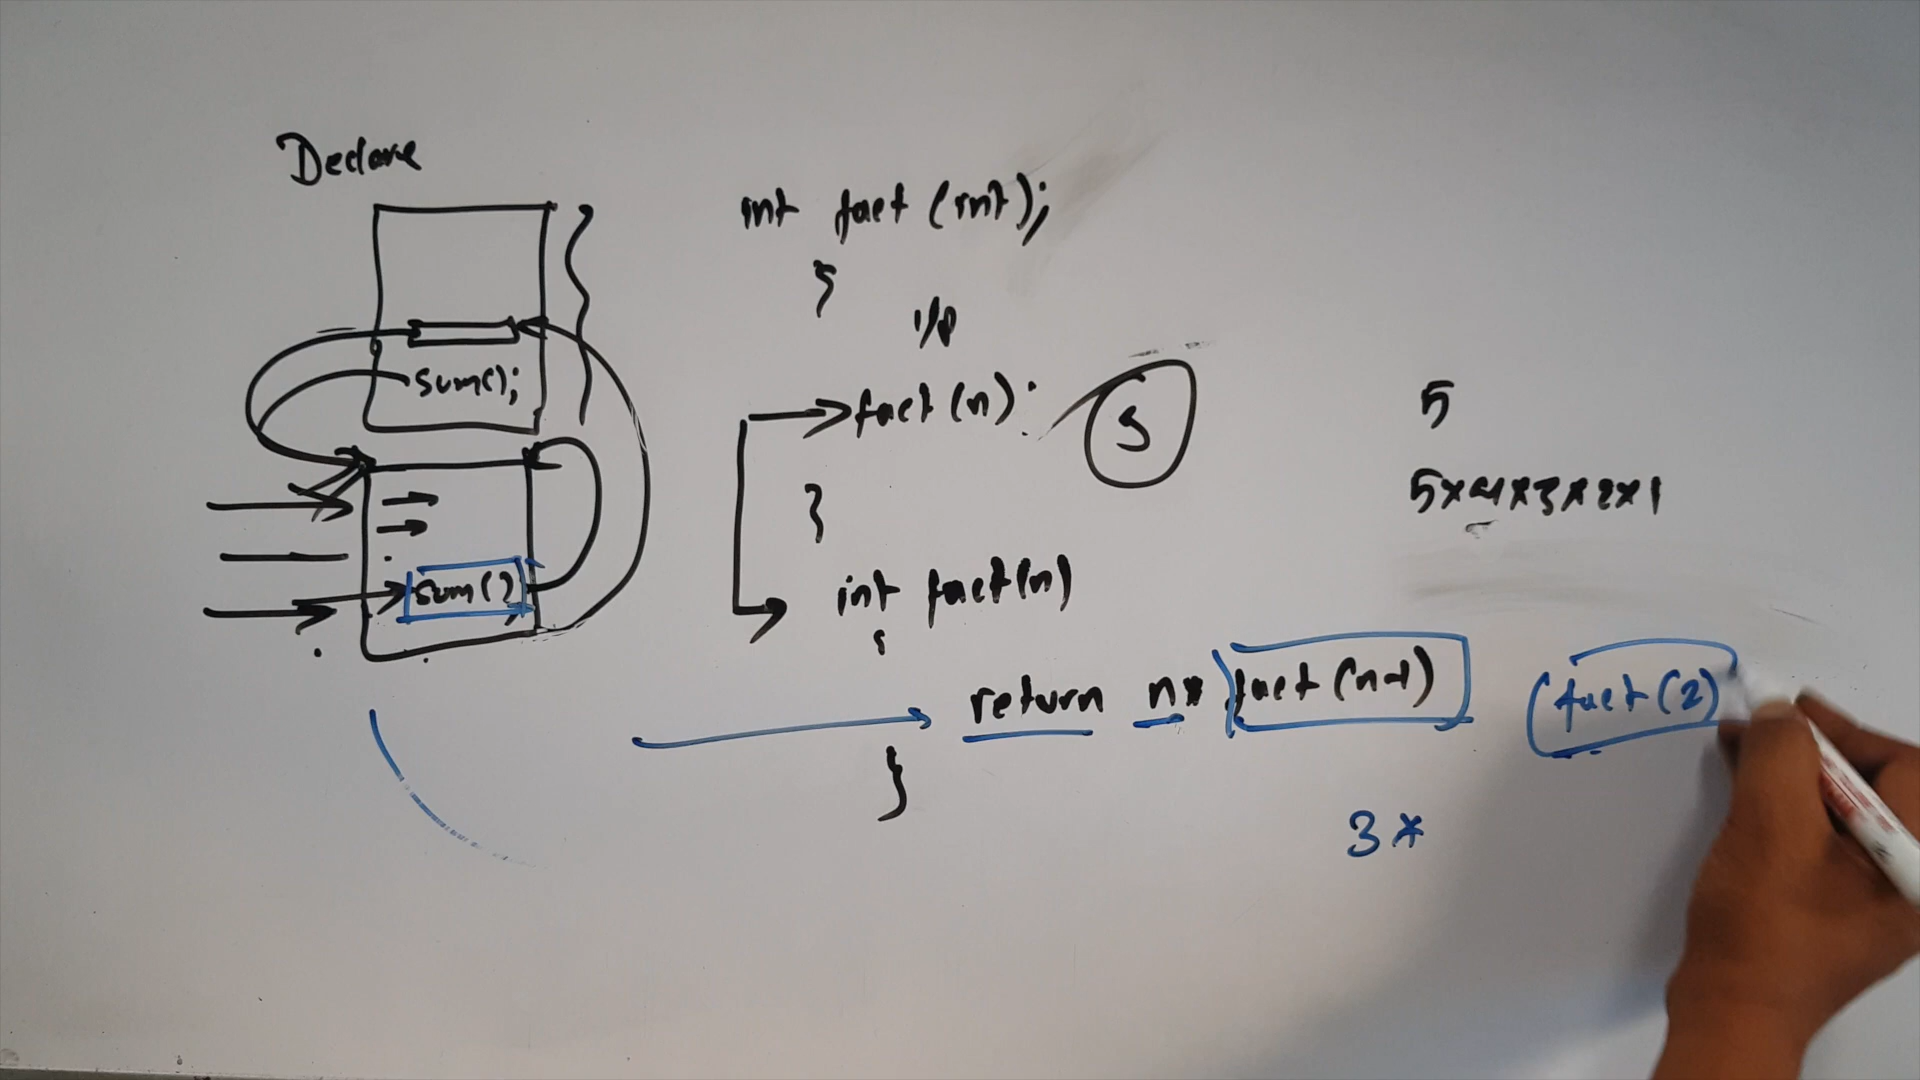 Declare
sum();
sum()
int fact (int);
}
i/p
fact (n);
5
}
int fact(n)
{
return n* fact (n-1)
}
5
5*4*3*2*1
(fact(2)
3*